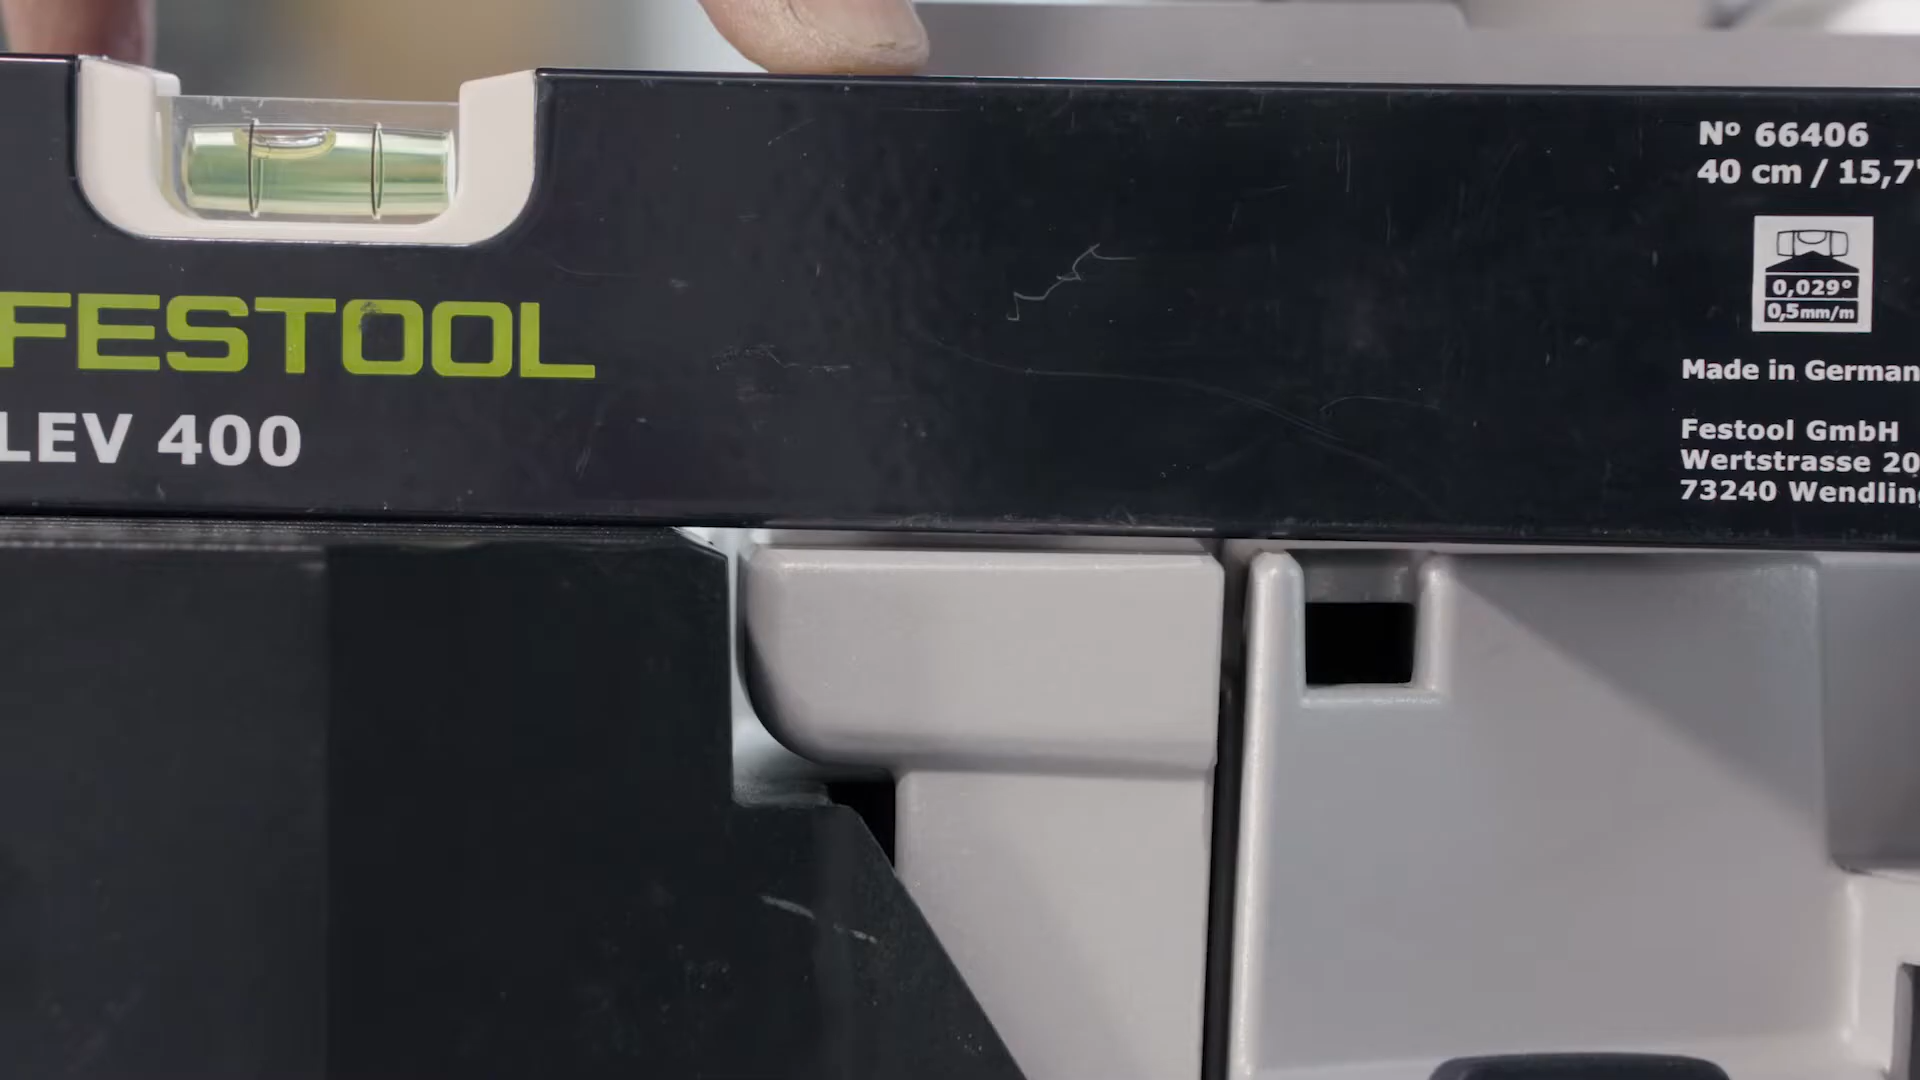 FESTOOL
LEV 400
Nº 66406
40 cm / 15,7"
0,029°
0,5mm/m
Made in German
Festool GmbH
Wertstrasse 20
73240 Wendling